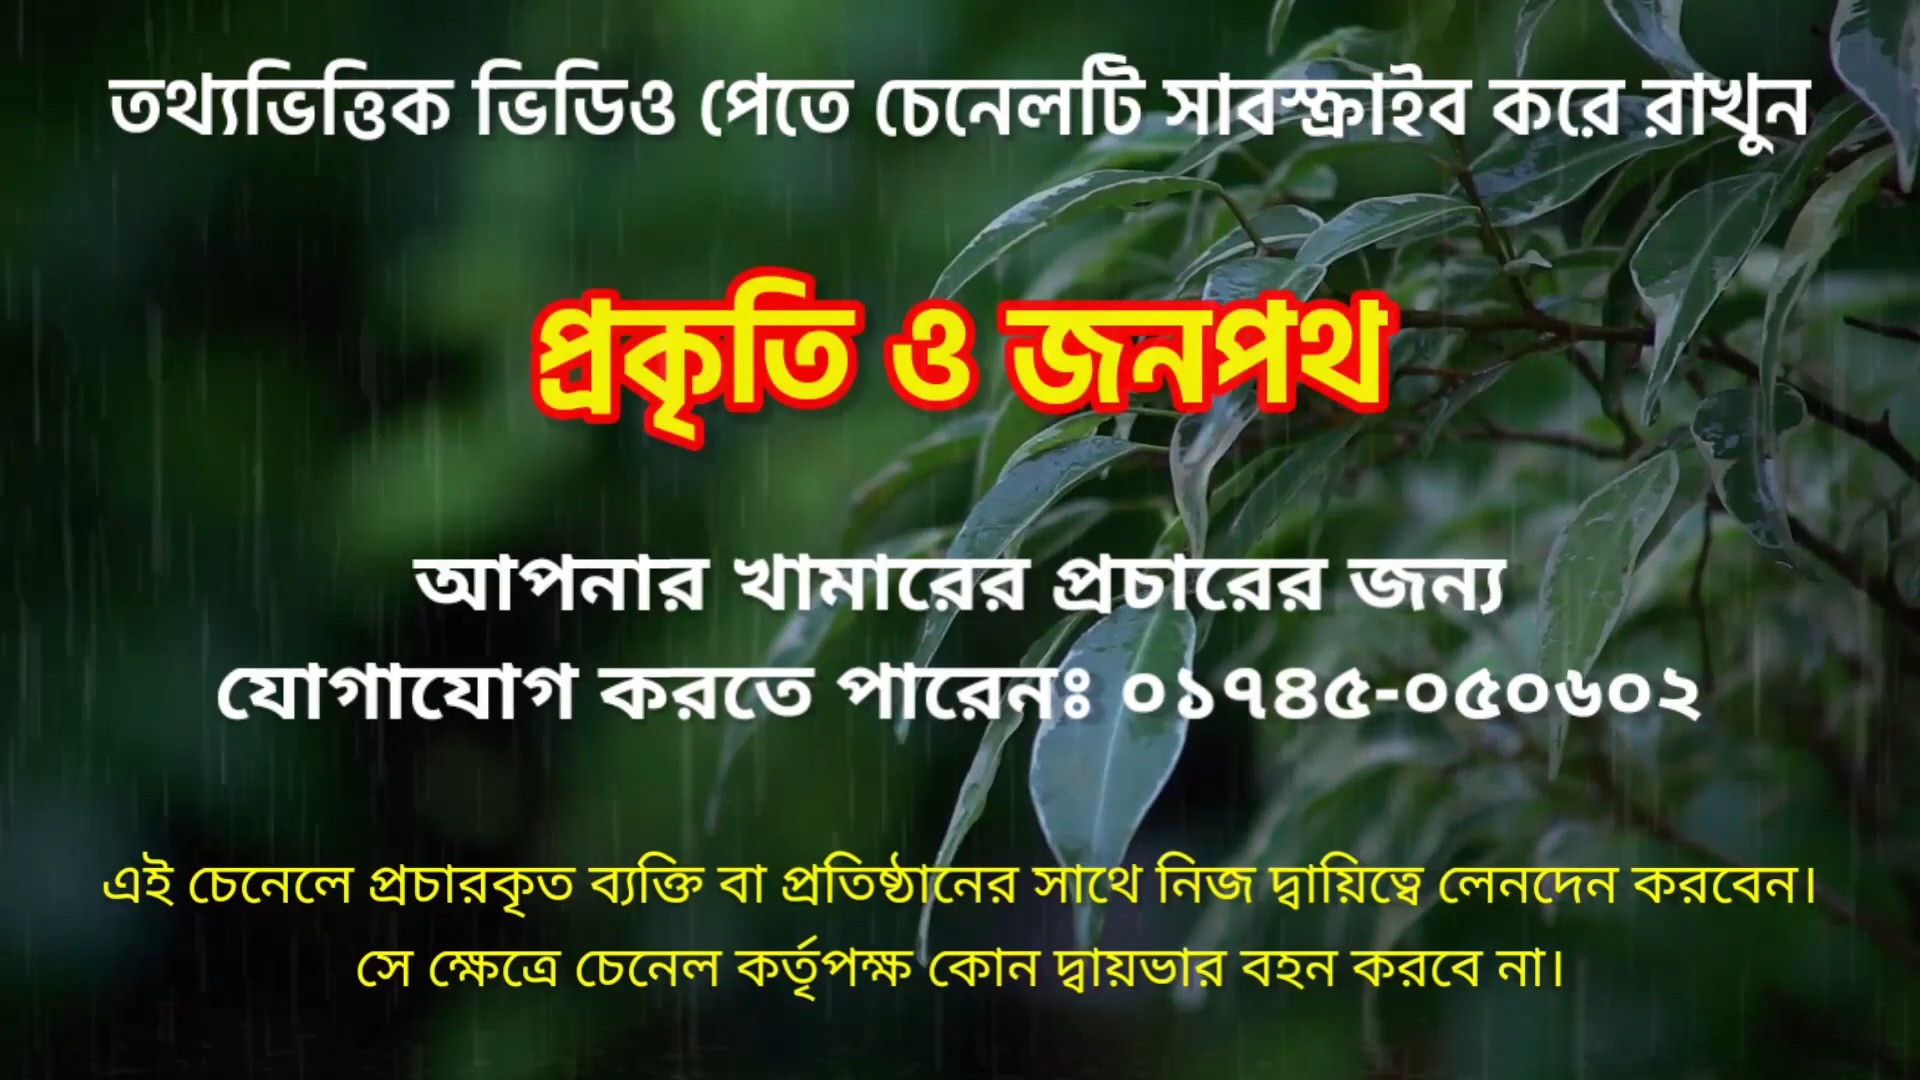 তথ্যভিত্তিক ভিডিও পেতে চেনেলটি সাবস্ক্রাইব করে রাখুন
প্রকৃতি ও জনপথ
আপনার খামারের প্রচারের জন্য
যোগাযোগ করতে পারেনঃ ০১৭৪৫-০৫০৬০২
এই চেনেলে প্রচারকৃত ব্যক্তি বা প্রতিষ্ঠানের সাথে নিজ দ্বায়িত্বে লেনদেন করবেন।
সে ক্ষেত্রে চেনেল কর্তৃপক্ষ কোন দ্বায়ভার বহন করবে না।